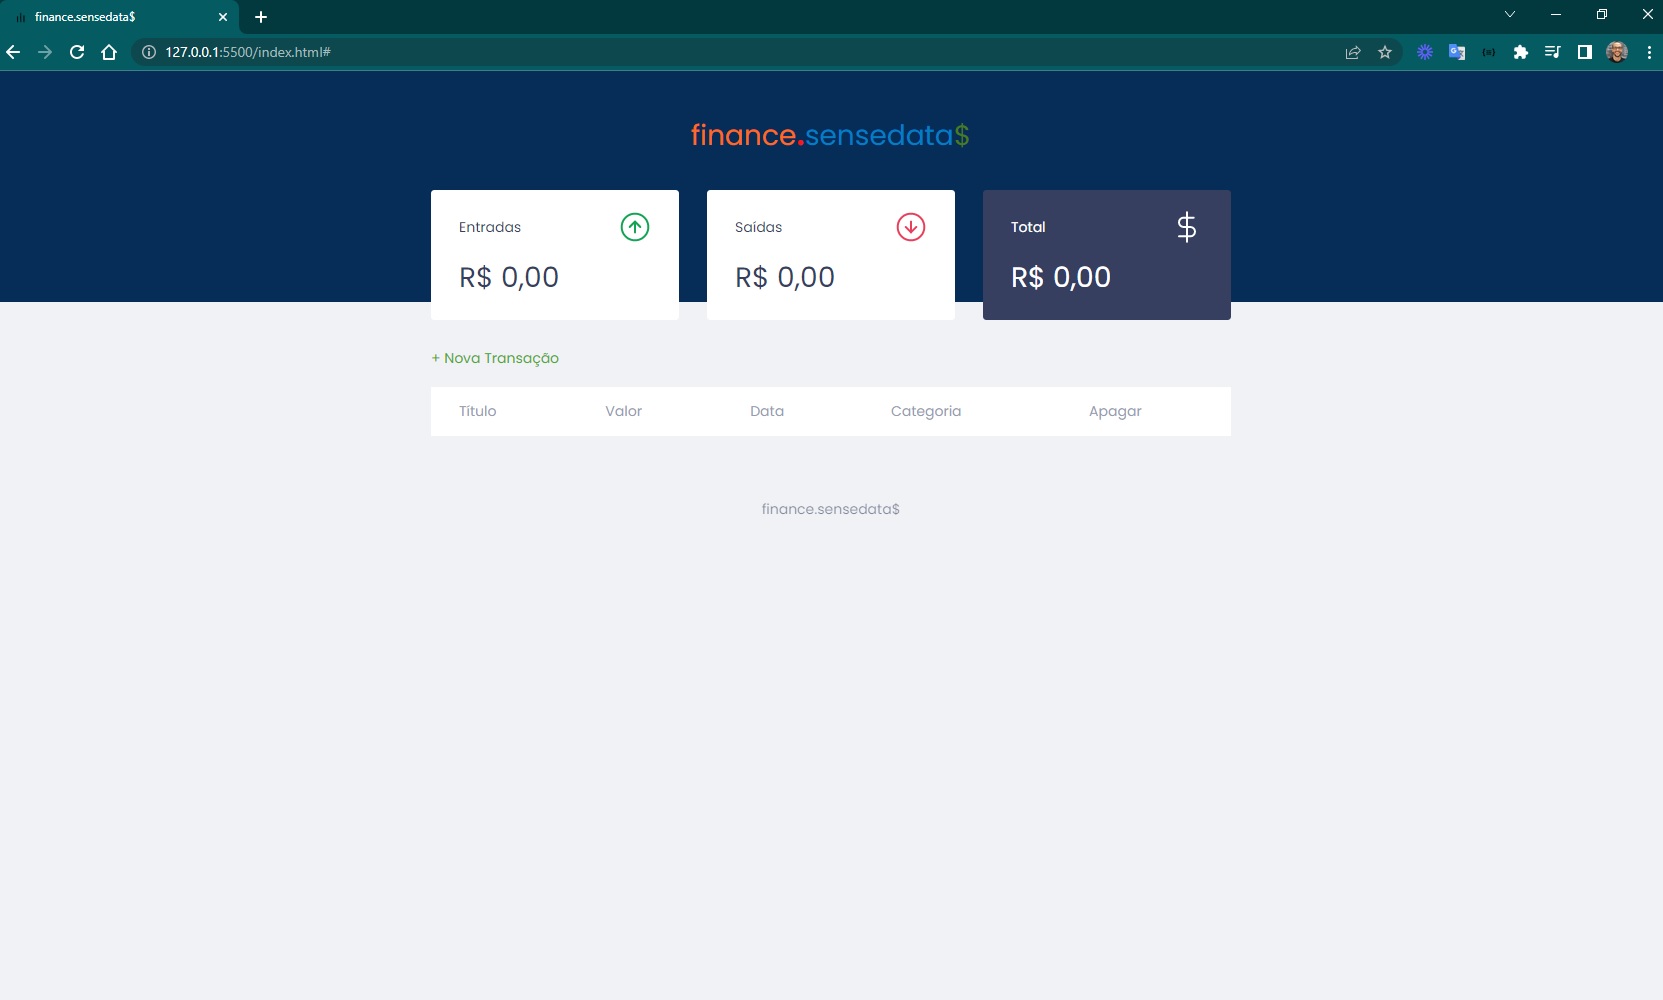 finance.sensedata$
127.0.0.1:5500/index.html#
finance.sensedata$
Entradas
R$ 0,00
Saídas
R$ 0,00
Total
$
R$ 0,00
+ Nova Transação
Título Valor Data Categoria Apagar
finance.sensedata$